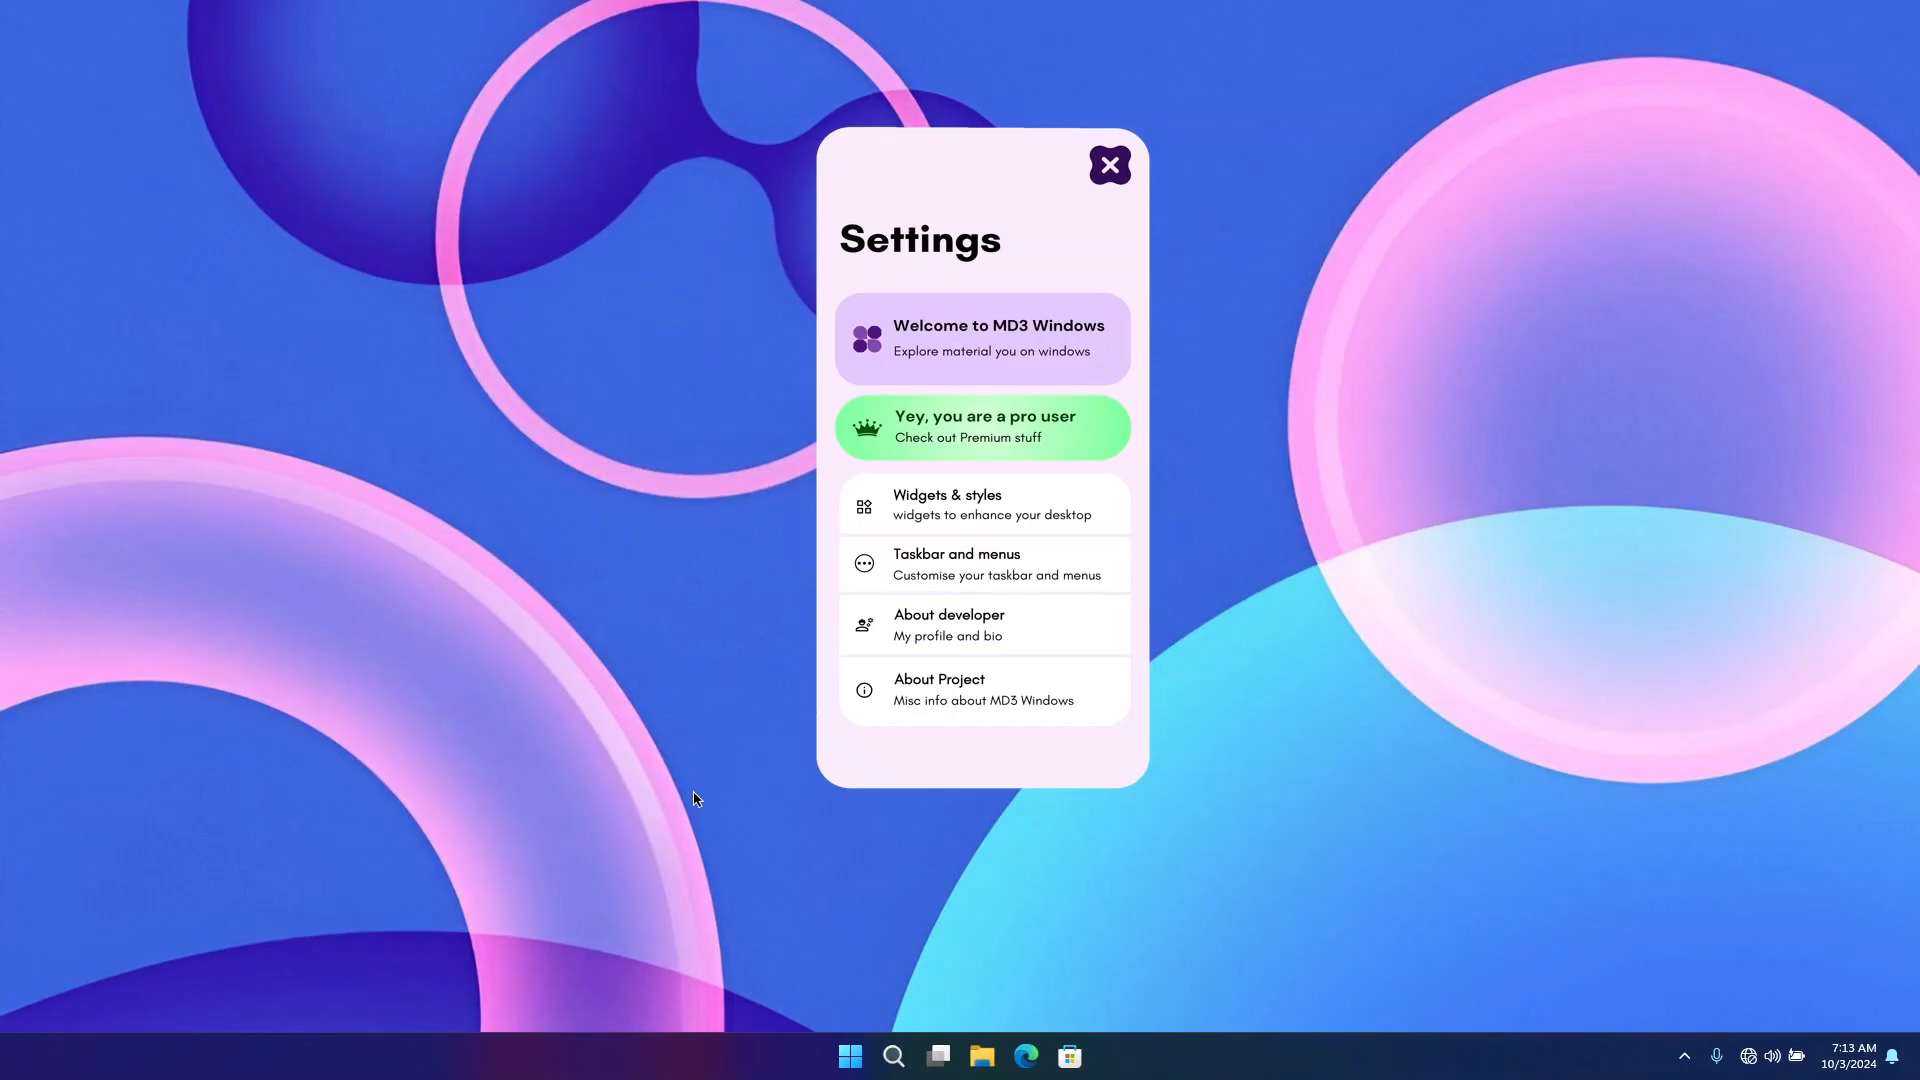 Settings
Welcome to MD3 Windows
Explore material you on windows
Yey, you are a pro user
Check out Premium stuff
Widgets & styles
widgets to enhance your desktop
Taskbar and menus
Customise your taskbar and menus
About developer
My profile and bio
About Project
Misc info about MD3 Windows
7:13 AM
10/3/2024